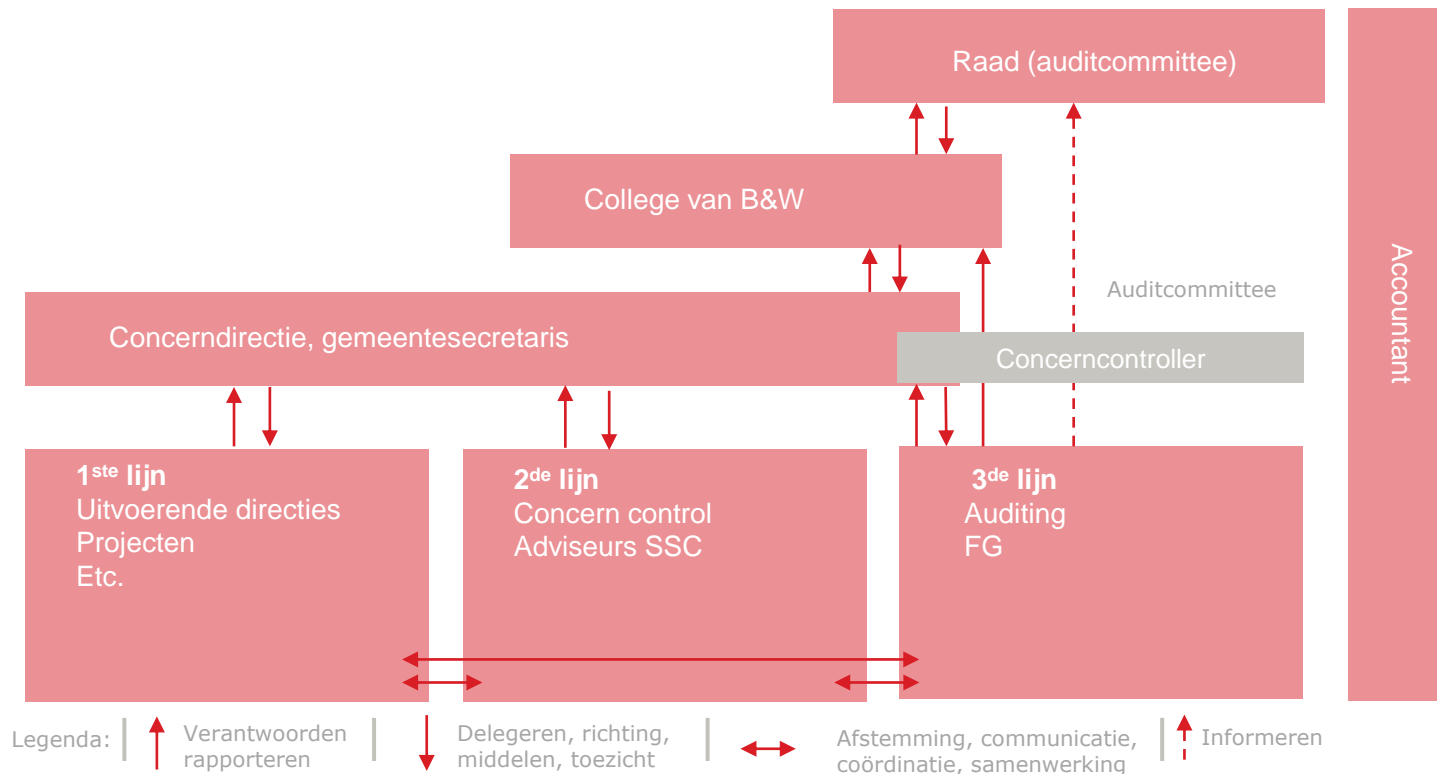 Raad (auditcommittee)
College van B&W
Accountant
Auditcommittee
Concerndirectie, gemeentesecretaris
Concerncontroller
1ste lijn
Uitvoerende directies
Projecten
Etc.
2de lijn
Concern control
Adviseurs SSC
3de lijn
Auditing
FG
Legenda:
Verantwoorden
rapporteren
Delegeren, richting,
middelen, toezicht
Afstemming, communicatie,
coördinatie, samenwerking
Informeren